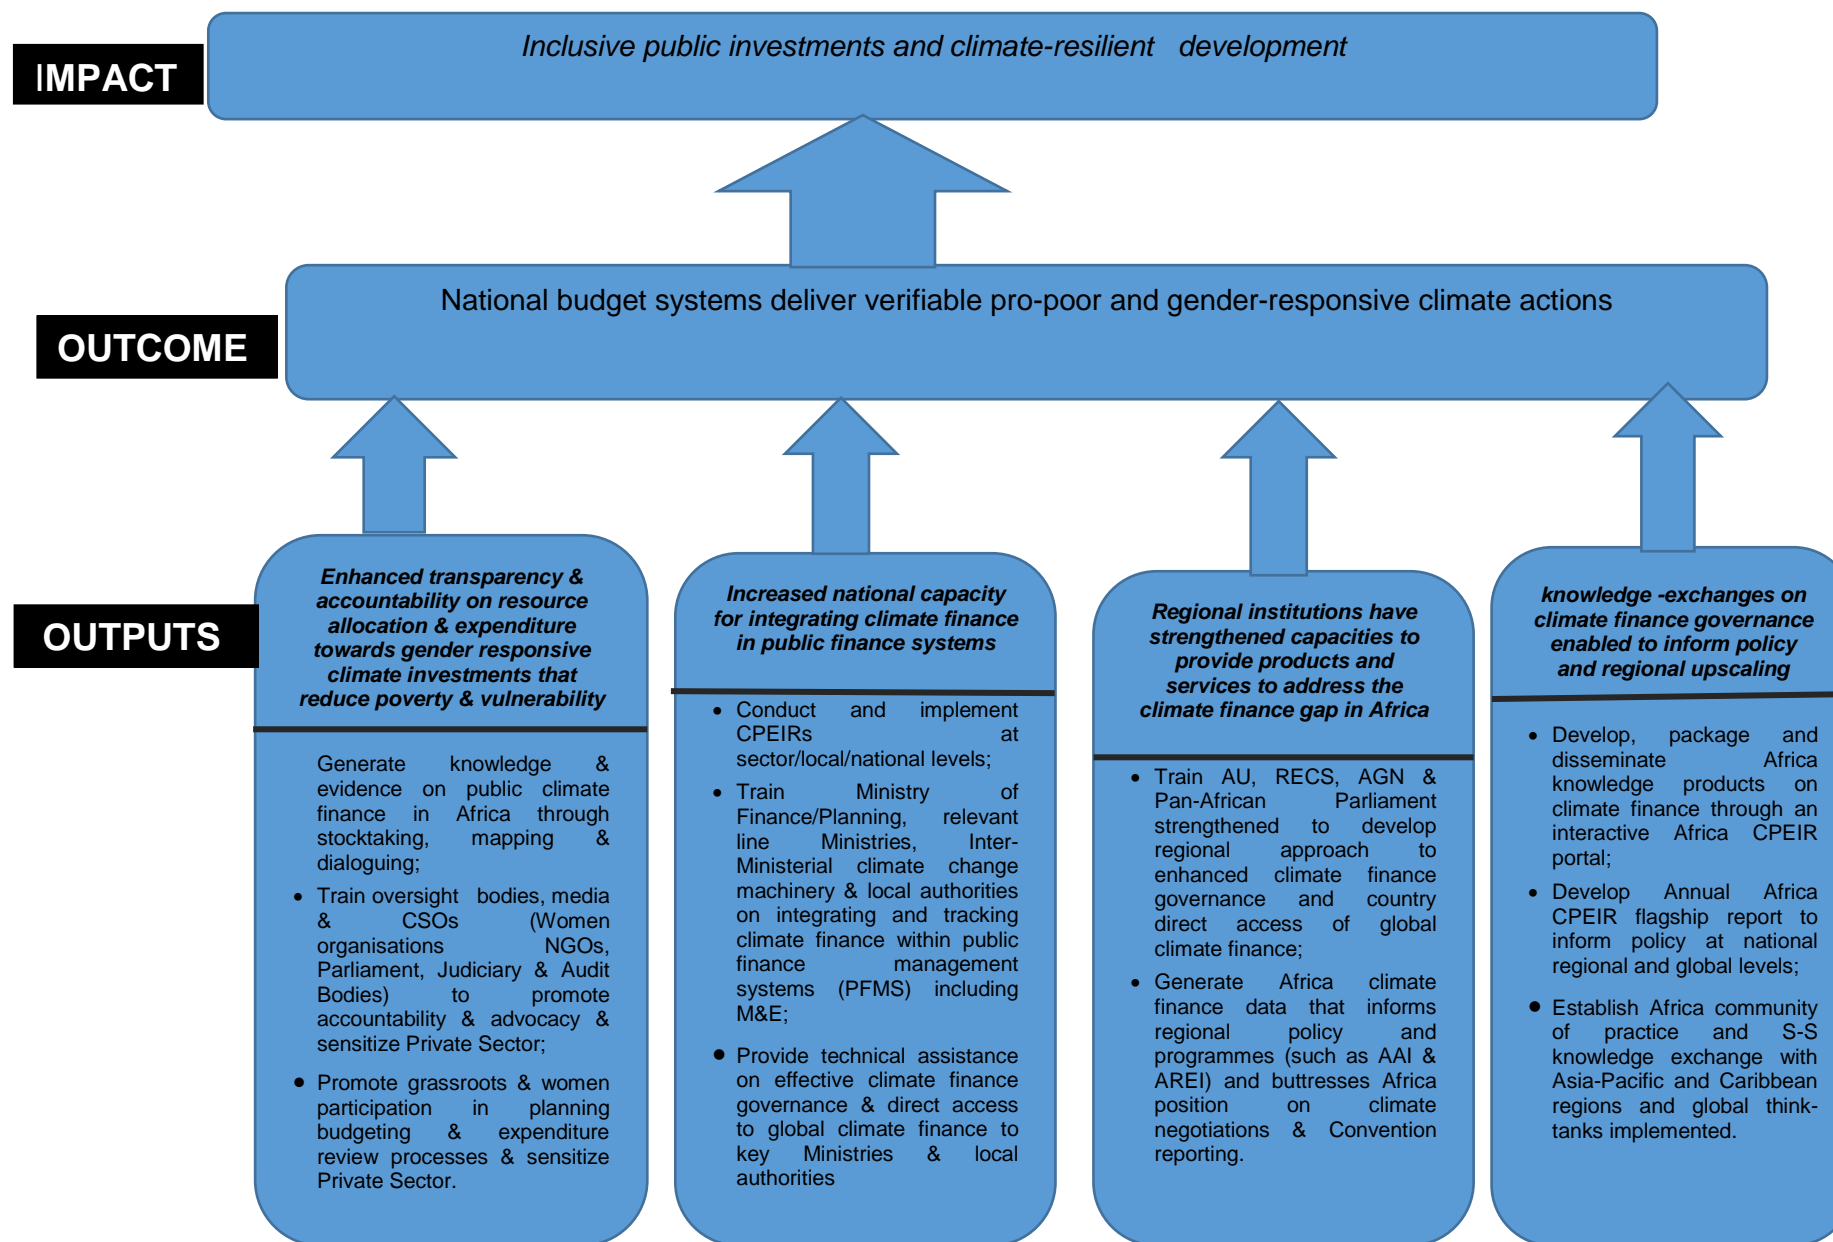 IMPACT
Inclusive public investments and climate-resilient development
OUTCOME
National budget systems deliver verifiable pro-poor and gender-responsive climate actions
OUTPUTS
Enhanced transparency &
accountability on resource
allocation & expenditure
towards gender responsive
climate investments that
reduce poverty & vulnerability
Generate knowledge &
evidence on public climate
finance in Africa through
stocktaking, mapping &
dialoguing;
• Train oversight bodies, media
& CSOs (Women
organisations NGOs,
Parliament, Judiciary & Audit
Bodies) to promote
accountability & advocacy &
sensitize Private Sector;
• Promote grassroots & women
participation in planning
budgeting & expenditure
review processes & sensitize
Private Sector.
Increased national capacity
for integrating climate finance
in public finance systems
• Conduct and implement
CPEIRs at
sector/local/national levels;
• Train Ministry of
Finance/Planning, relevant
line Ministries, Inter-
Ministerial climate change
machinery & local authorities
on integrating and tracking
climate finance within public
finance management
systems (PFMS) including
M&E;
• Provide technical assistance
on effective climate finance
governance & direct access
to global climate finance to
key Ministries & local
authorities
Regional institutions have
strengthened capacities to
provide products and
services to address the
climate finance gap in Africa
• Train AU, RECS, AGN &
Pan-African Parliament
strengthened to develop
regional approach to
enhanced climate finance
governance and country
direct access of global
climate finance;
• Generate Africa climate
finance data that informs
regional policy and
programmes (such as AAI &
AREI) and buttresses Africa
position on climate
negotiations & Convention
reporting.
knowledge -exchanges on
climate finance governance
enabled to inform policy
and regional upscaling
• Develop, package and
disseminate Africa
knowledge products on
climate finance through an
interactive Africa CPEIR
portal;
• Develop Annual Africa
CPEIR flagship report to
inform policy at national
regional and global levels;
• Establish Africa community
of practice and S-S
knowledge exchange with
Asia-Pacific and Caribbean
regions and global think-
tanks implemented.